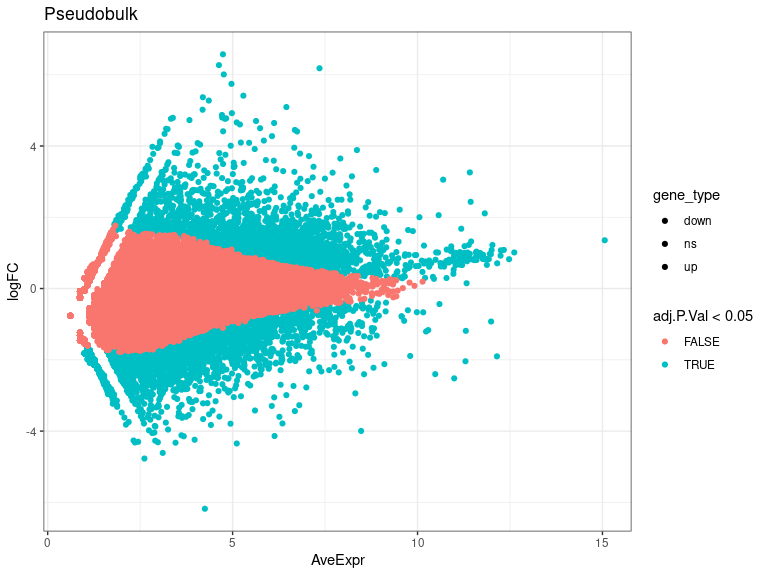 Pseudobulk
4
0
-4
logFC
0
5
10
15
AveExpr
gene_type
down
ns
up
adj.P.Val < 0.05
FALSE
TRUE